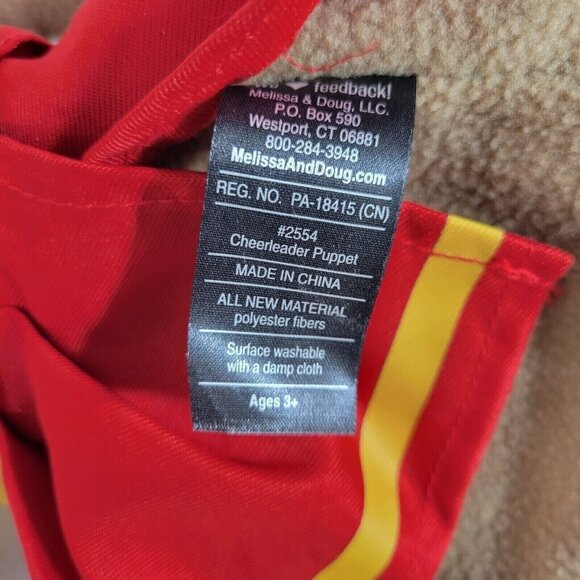 feedback!
Melissa & Doug, LLC.
P.O. Box 590
Westport, CT 06881
800-284-3948
MelissaAndDoug.com
REG. NO. PA-18415 (CN)
#2554
Cheerleader Puppet
MADE IN CHINA
ALL NEW MATERIAL
polyester fibers
Surface washable
with a damp cloth
Ages 3+